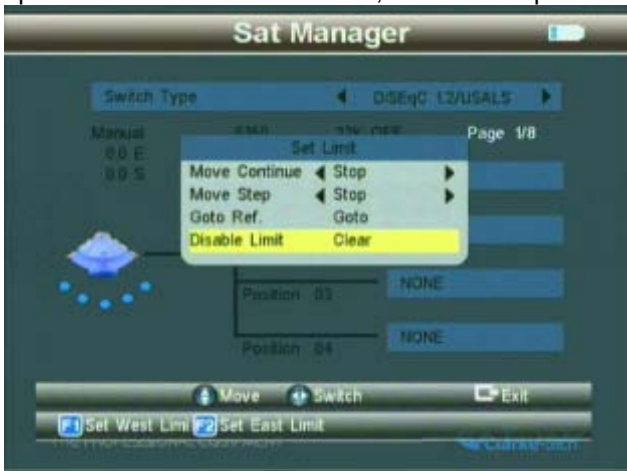 Sat Manager
Switch Type DiSEqC 1.2/USALS
Manual OFF Page 1/8
0.0 E Set Limit
0.0 S Move Continue Stop
Move Step Stop
Goto Ref. Goto
Disable Limit Clear
Position 03 NONE
Position 04 NONE
Move Switch Exit
F1 Set West Limi F2 Set East Limit